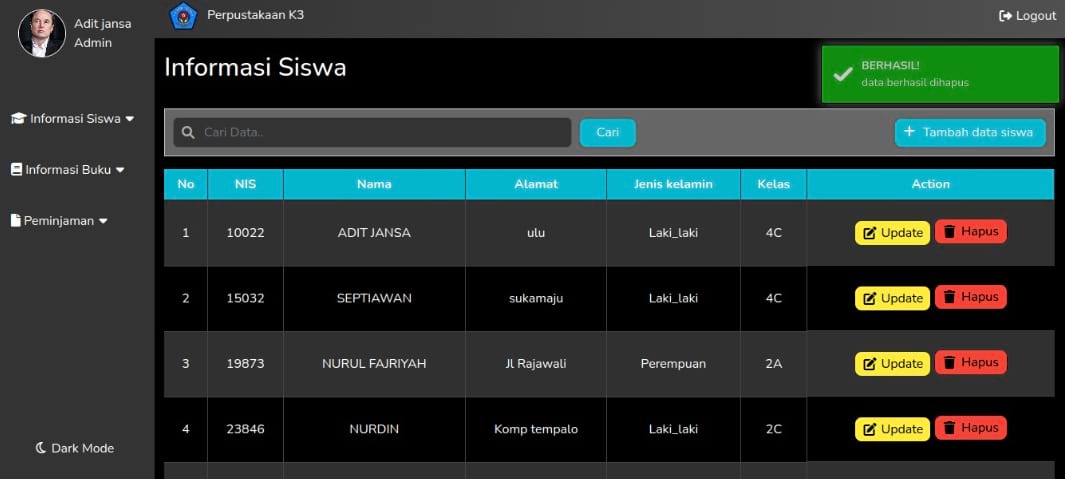 Adit jansa
Admin
Perpustakaan K3
Logout
Informasi Siswa
BERHASIL!
data berhasil dihapus
Informasi Siswa
Informasi Buku
Peminjaman
Dark Mode
Cari Data..
Cari
+ Tambah data siswa
No NIS Nama Alamat Jenis kelamin Kelas Action
1 10022 ADIT JANSA ulu Laki_laki 4C Update Hapus
2 15032 SEPTIAWAN sukamaju Laki_laki 4C Update Hapus
3 19873 NURUL FAJRIYAH Jl Rajawali Perempuan 2A Update Hapus
4 23846 NURDIN Komp tempalo Laki_laki 2C Update Hapus